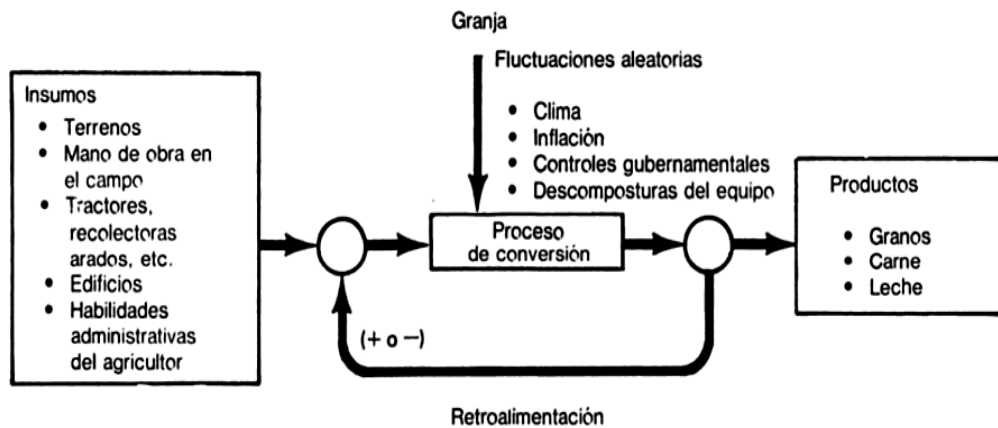 Granja
Fluctuaciones aleatorias
• Clima
• Inflación
• Controles gubernamentales
• Descomposturas del equipo
Insumos
• Terrenos
• Mano de obra en
el campo
• Tractores,
recolectoras
arados, etc.
• Edificios
• Habilidades
administrativas
del agricultor
Proceso
de conversión
Productos
• Granos
• Carne
• Leche
(+ o −)
Retroalimentación